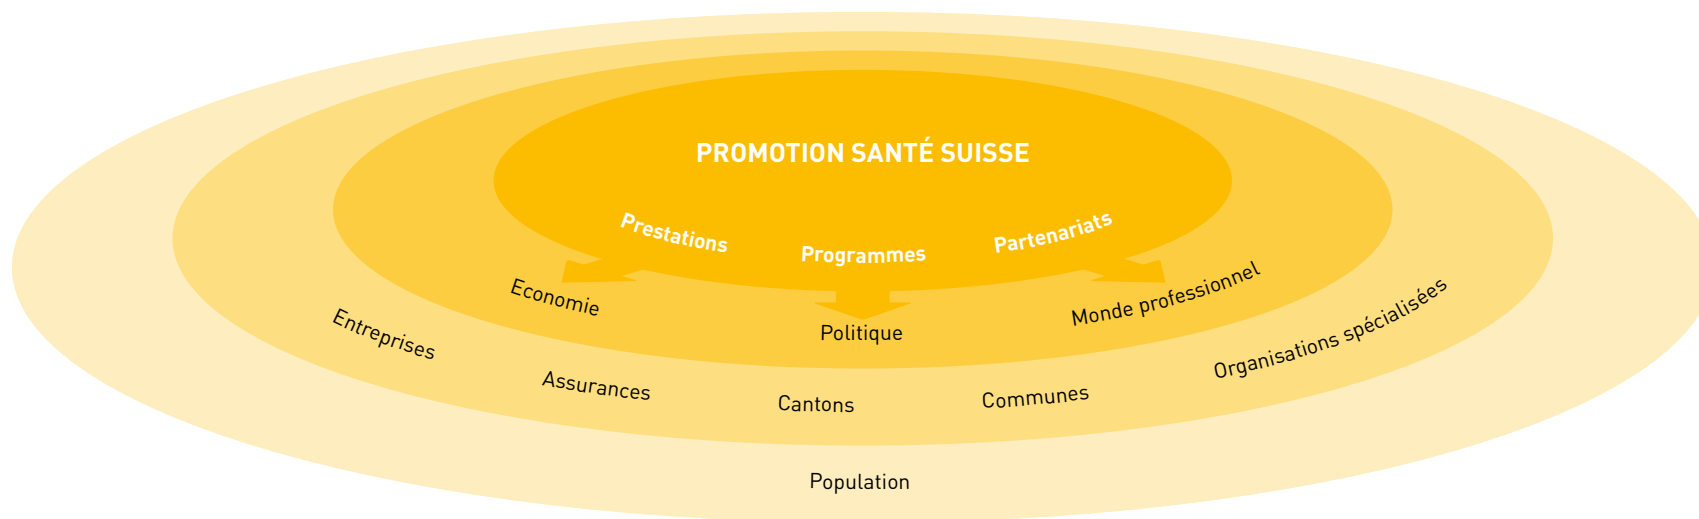 PROMOTION SANTÉ SUISSE
Prestations
Programmes
Partenariats
Economie
Politique
Monde professionnel
Entreprises
Assurances
Cantons
Communes
Organisations spécialisées
Population